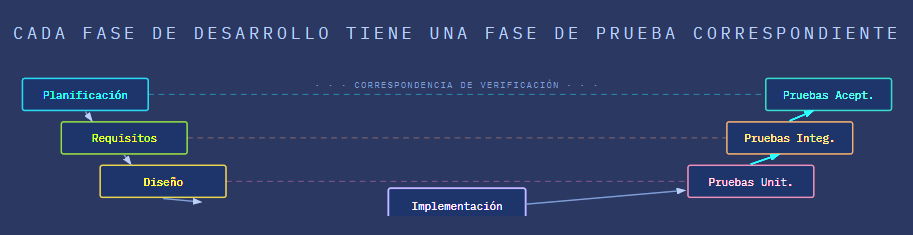 CADA FASE DE DESARROLLO TIENE UNA FASE DE PRUEBA CORRESPONDIENTE
- - - CORRESPONDENCIA DE VERIFICACIÓN - - -
Planificación
Pruebas Acept.
Requisitos
Pruebas Integ.
Diseño
Pruebas Unit.
Implementación